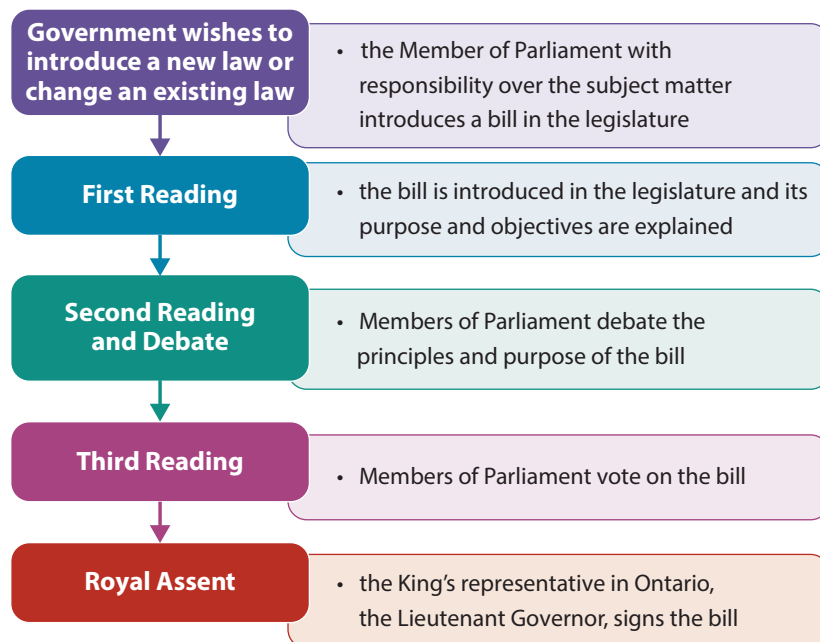 Government wishes to
introduce a new law or
change an existing law
• the Member of Parliament with
responsibility over the subject matter
introduces a bill in the legislature
First Reading
• the bill is introduced in the legislature and its
purpose and objectives are explained
Second Reading
and Debate
• Members of Parliament debate the
principles and purpose of the bill
Third Reading
• Members of Parliament vote on the bill
Royal Assent
• the King's representative in Ontario,
the Lieutenant Governor, signs the bill